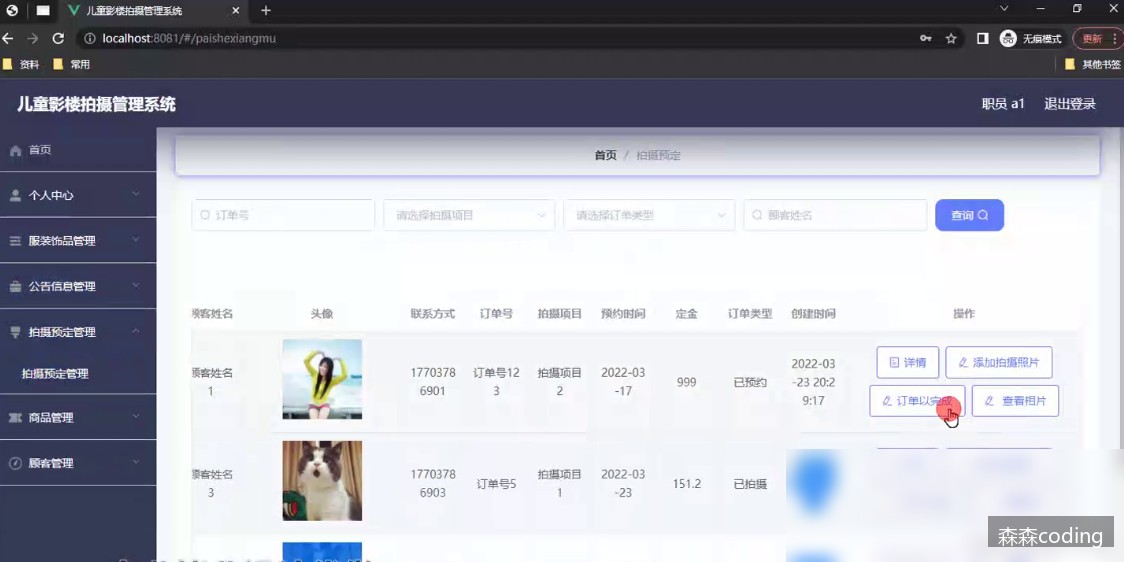 儿童影楼拍摄管理系统
localhost:8081/#/paishexiangmu
无痕模式
更新
资料
常用
其他书签
儿童影楼拍摄管理系统
职员 a1
退出登录
首页
个人中心
服装饰品管理
公告信息管理
拍摄预定管理
拍摄预定管理
商品管理
顾客管理
首页 / 拍摄预定
订单号
请选择拍摄项目
请选择订单类型
顾客姓名
查询
顾客姓名 头像 联系方式 订单号 拍摄项目 预约时间 定金 订单类型 创建时间 操作
顾客姓名
1
1770378
6901
订单号12
3
拍摄项目
2
2022-03
-17
999
已预约
2022-03
-23 20:2
9:17
详情
添加拍摄照片
订单以完成
查看相片
顾客姓名
3
1770378
6903
订单号5
拍摄项目
1
2022-03
-23
151.2
已拍摄
森森coding